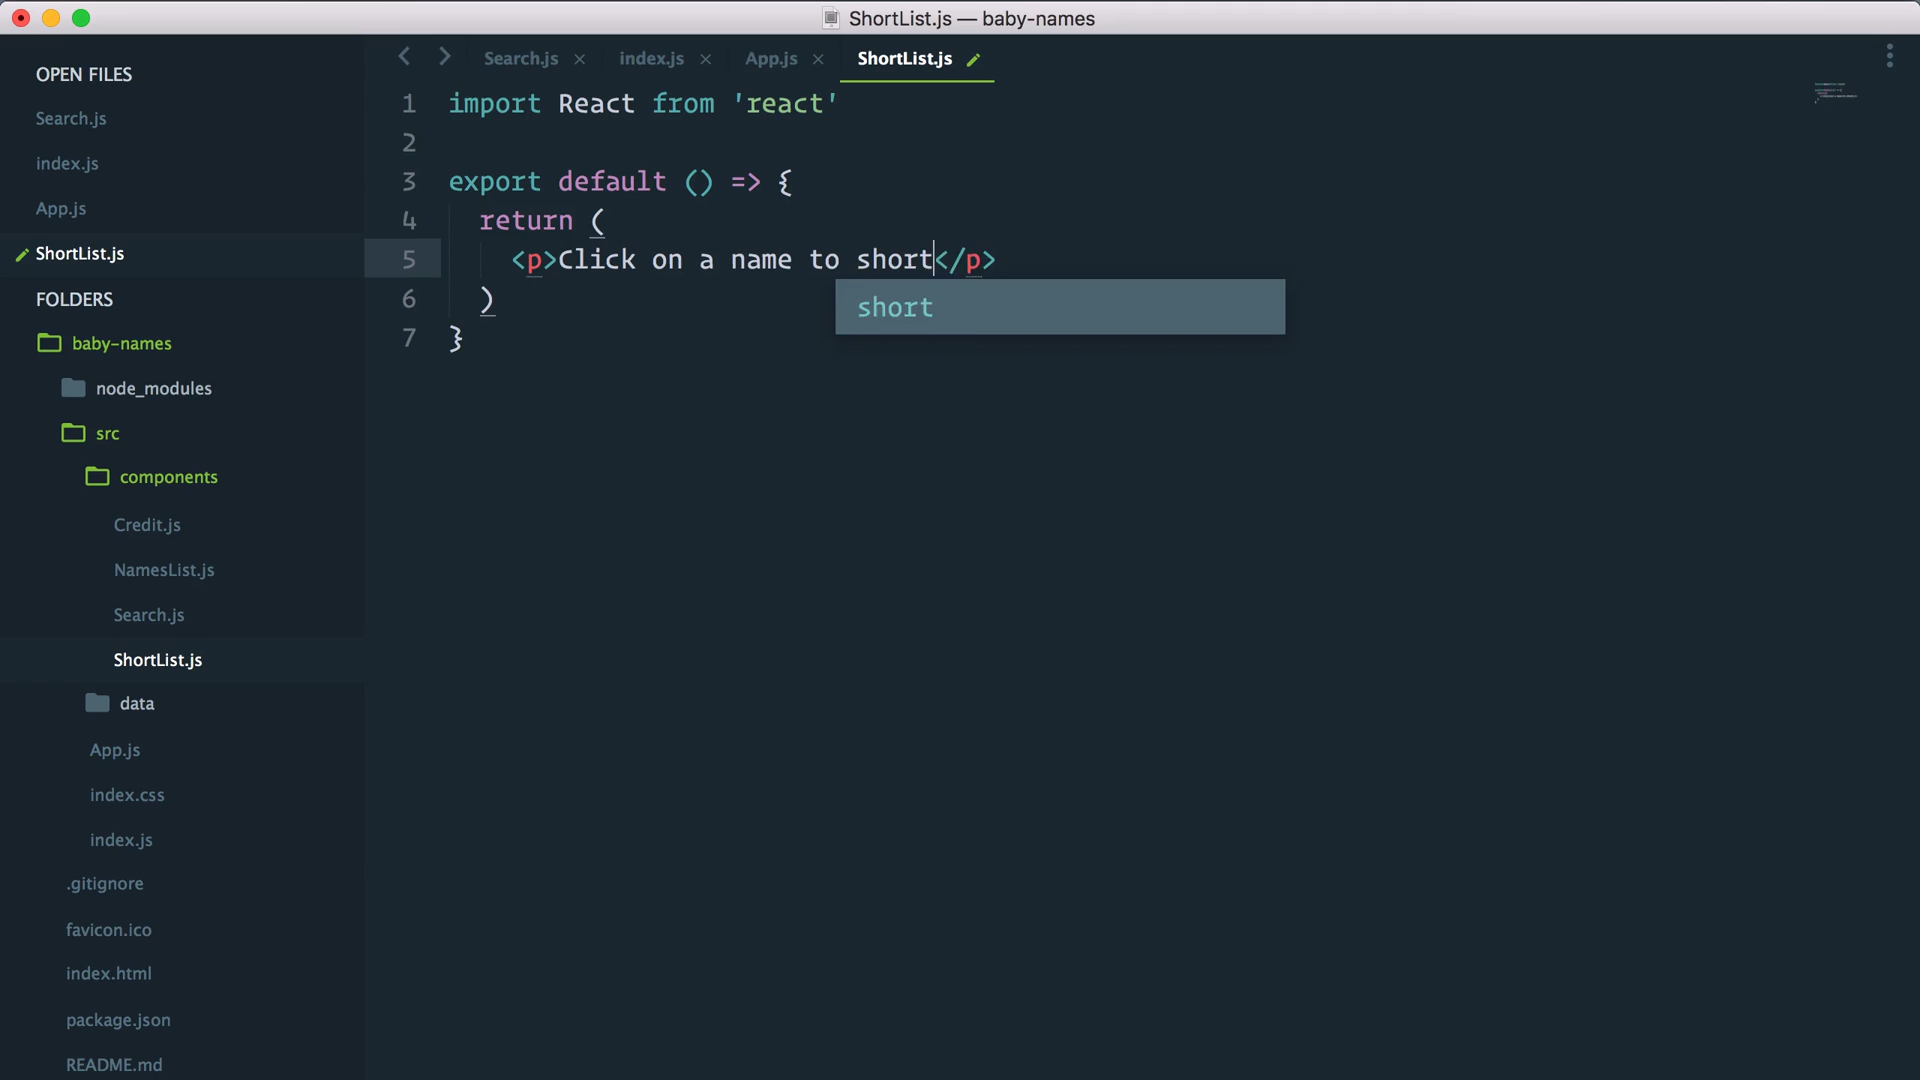 ShortList.js — baby-names
OPEN FILES
Search.js
index.js
App.js
ShortList.js
FOLDERS
baby-names
node_modules
src
components
Credit.js
NamesList.js
Search.js
ShortList.js
data
App.js
index.css
index.js
.gitignore
favicon.ico
index.html
package.json
README.md
Search.js × index.js × App.js × ShortList.js
1 import React from 'react'
2
3 export default () => {
4 return (
5 <p>Click on a name to short</p>
short
6 )
7 }